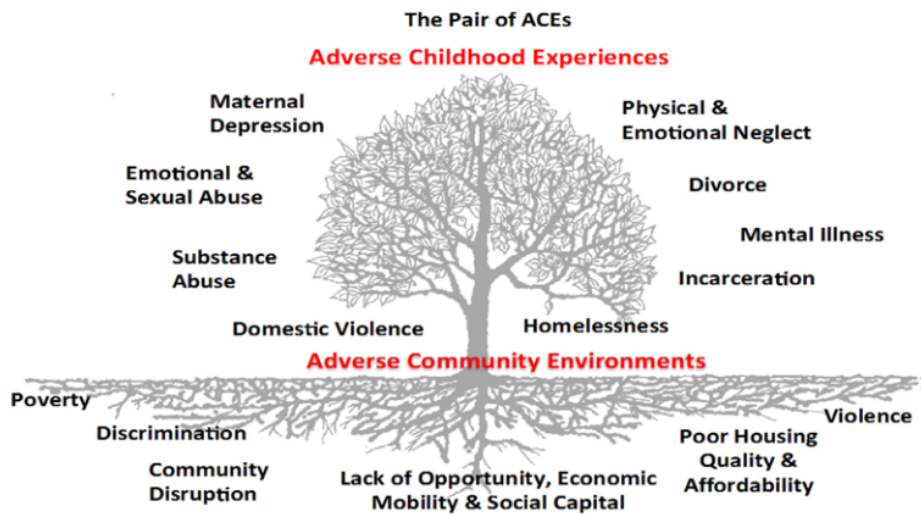 The Pair of ACEs
Adverse Childhood Experiences
Maternal
Depression
Physical &
Emotional Neglect
Emotional &
Sexual Abuse
Divorce
Mental Illness
Substance
Abuse
Incarceration
Domestic Violence
Homelessness
Adverse Community Environments
Poverty
Violence
Discrimination
Poor Housing
Quality &
Affordability
Community
Disruption
Lack of Opportunity, Economic
Mobility & Social Capital